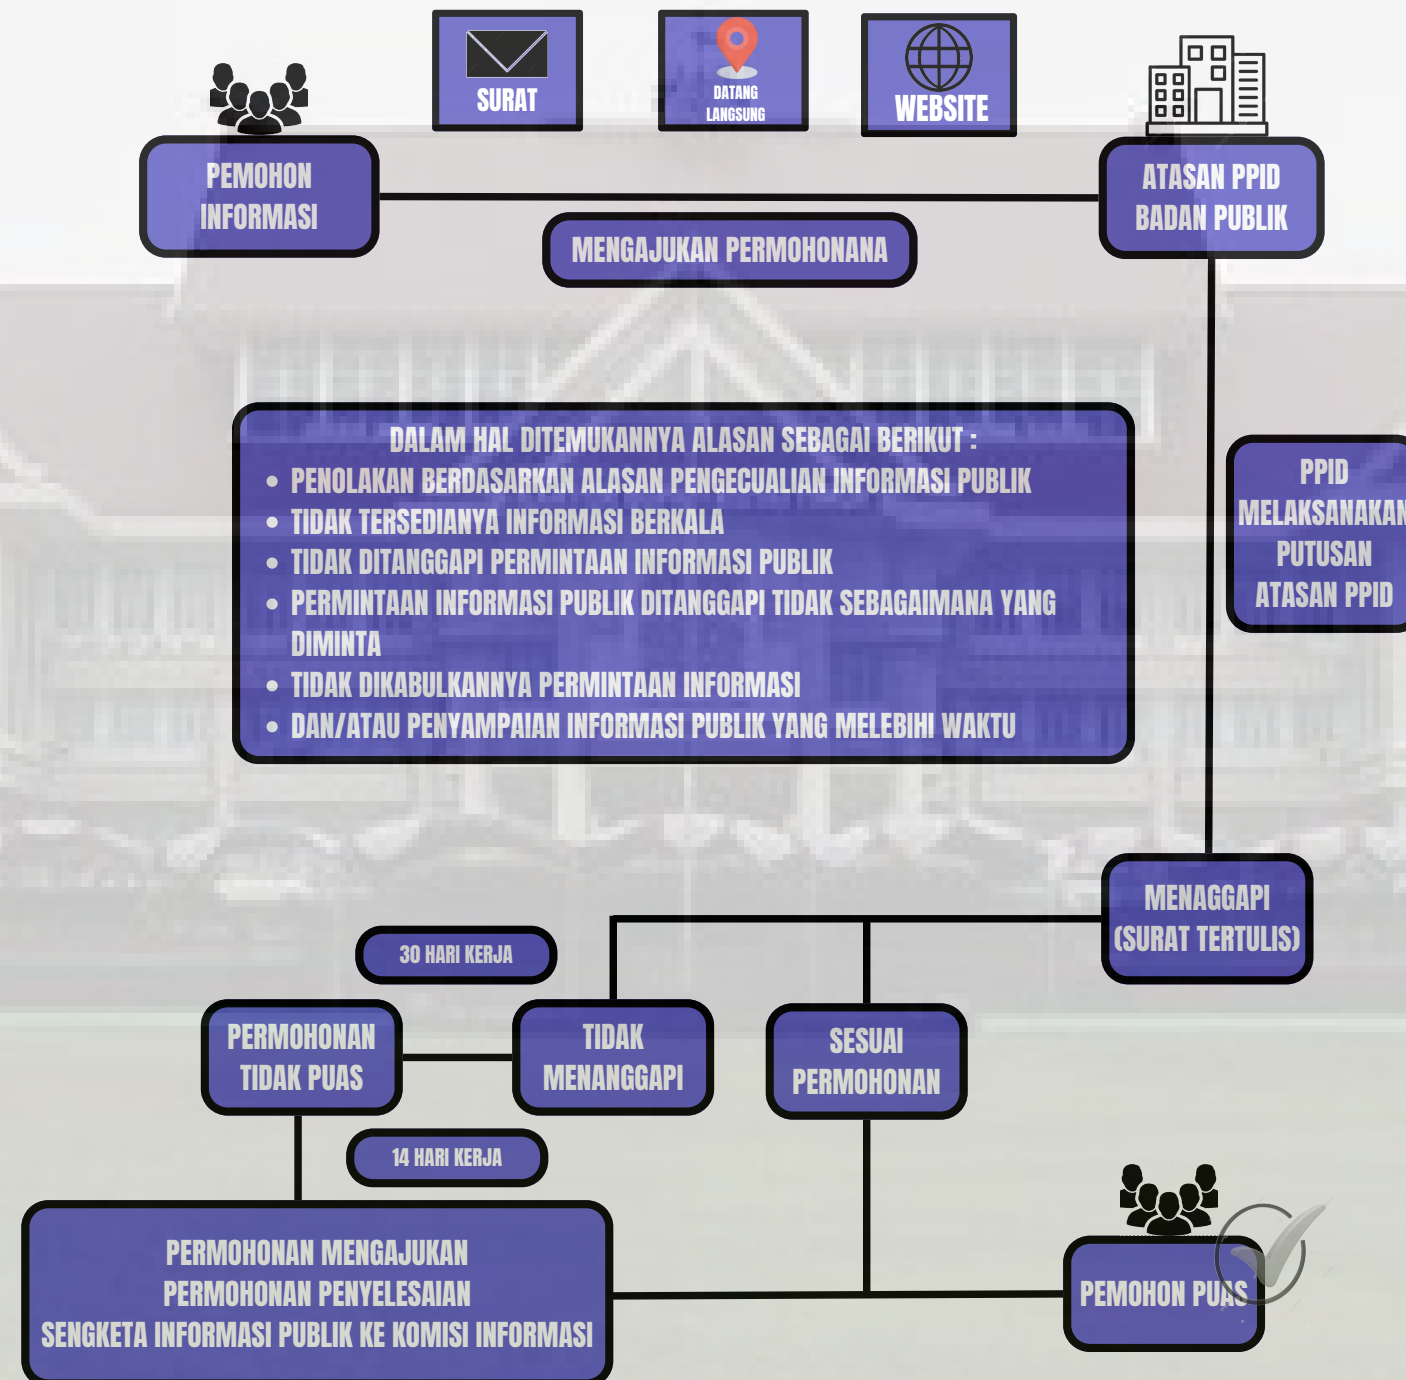 SURAT
DATANG
LANGSUNG
WEBSITE
PEMOHON
INFORMASI
ATASAN PPID
BADAN PUBLIK
MENGAJUKAN PERMOHONANA
DALAM HAL DITEMUKANNYA ALASAN SEBAGAI BERIKUT :
• PENOLAKAN BERDASARKAN ALASAN PENGECUALIAN INFORMASI PUBLIK
• TIDAK TERSEDIANYA INFORMASI BERKALA
• TIDAK DITANGGAPI PERMINTAAN INFORMASI PUBLIK
• PERMINTAAN INFORMASI PUBLIK DITANGGAPI TIDAK SEBAGAIMANA YANG
DIMINTA
• TIDAK DIKABULKANNYA PERMINTAAN INFORMASI
• DAN/ATAU PENYAMPAIAN INFORMASI PUBLIK YANG MELEBIHI WAKTU
PPID
MELAKSANAKAN
PUTUSAN
ATASAN PPID
MENAGGAPI
(SURAT TERTULIS)
30 HARI KERJA
PERMOHONAN
TIDAK PUAS
TIDAK
MENANGGAPI
SESUAI
PERMOHONAN
14 HARI KERJA
PERMOHONAN MENGAJUKAN
PERMOHONAN PENYELESAIAN
SENGKETA INFORMASI PUBLIK KE KOMISI INFORMASI
PEMOHON PUAS